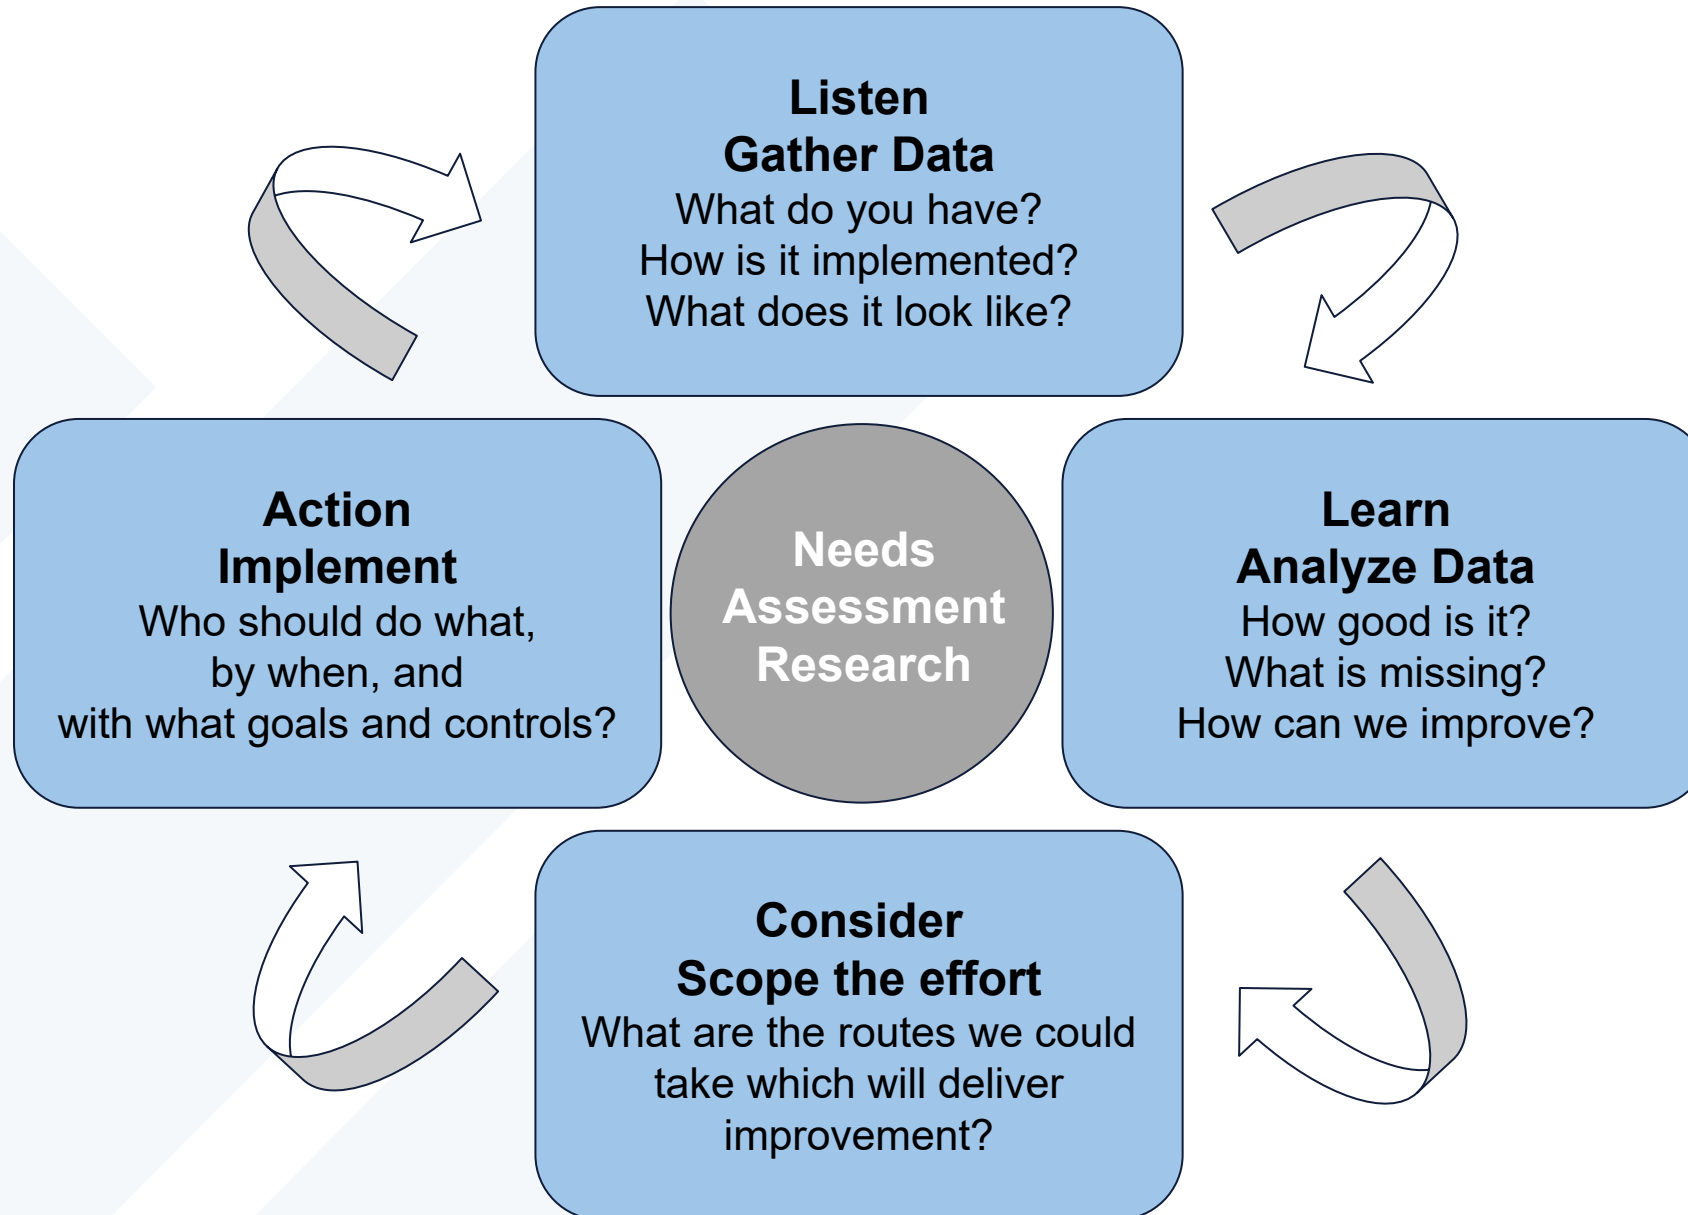 Listen
Gather Data
What do you have?
How is it implemented?
What does it look like?
Action
Implement
Who should do what,
by when, and
with what goals and controls?
Needs
Assessment
Research
Learn
Analyze Data
How good is it?
What is missing?
How can we improve?
Consider
Scope the effort
What are the routes we could
take which will deliver
improvement?